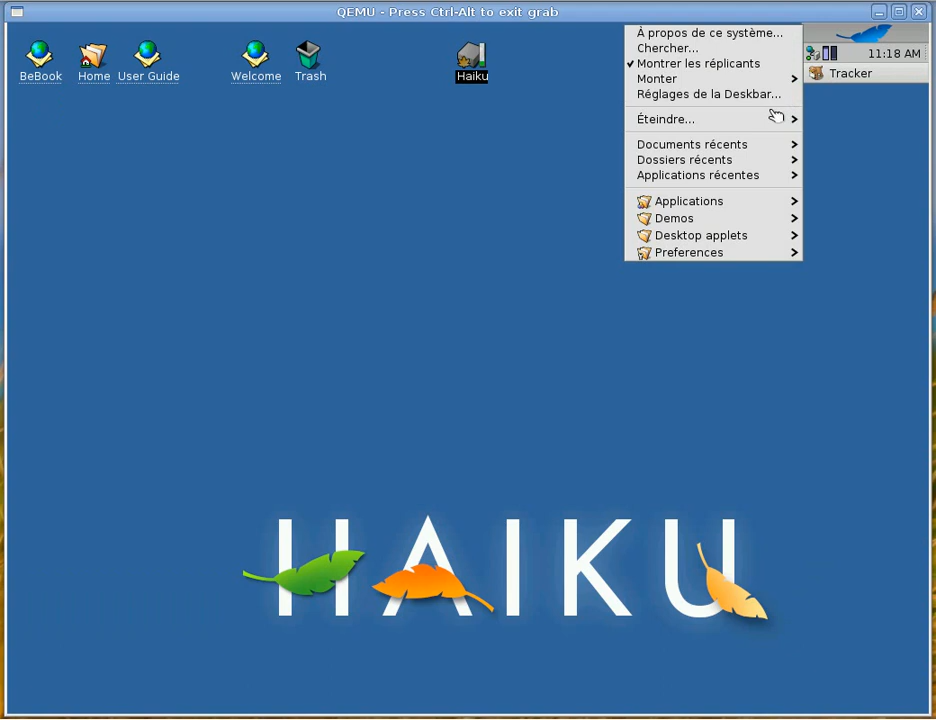 QEMU - Press Ctrl-Alt to exit grab
BeBook
Home
User Guide
Welcome
Trash
Haiku
À propos de ce système...
Chercher...
Montrer les réplicants
Monter
Réglages de la Deskbar...
Éteindre...
Documents récents
Dossiers récents
Applications récentes
Applications
Demos
Desktop applets
Preferences
11:18 AM
Tracker
HAIKU